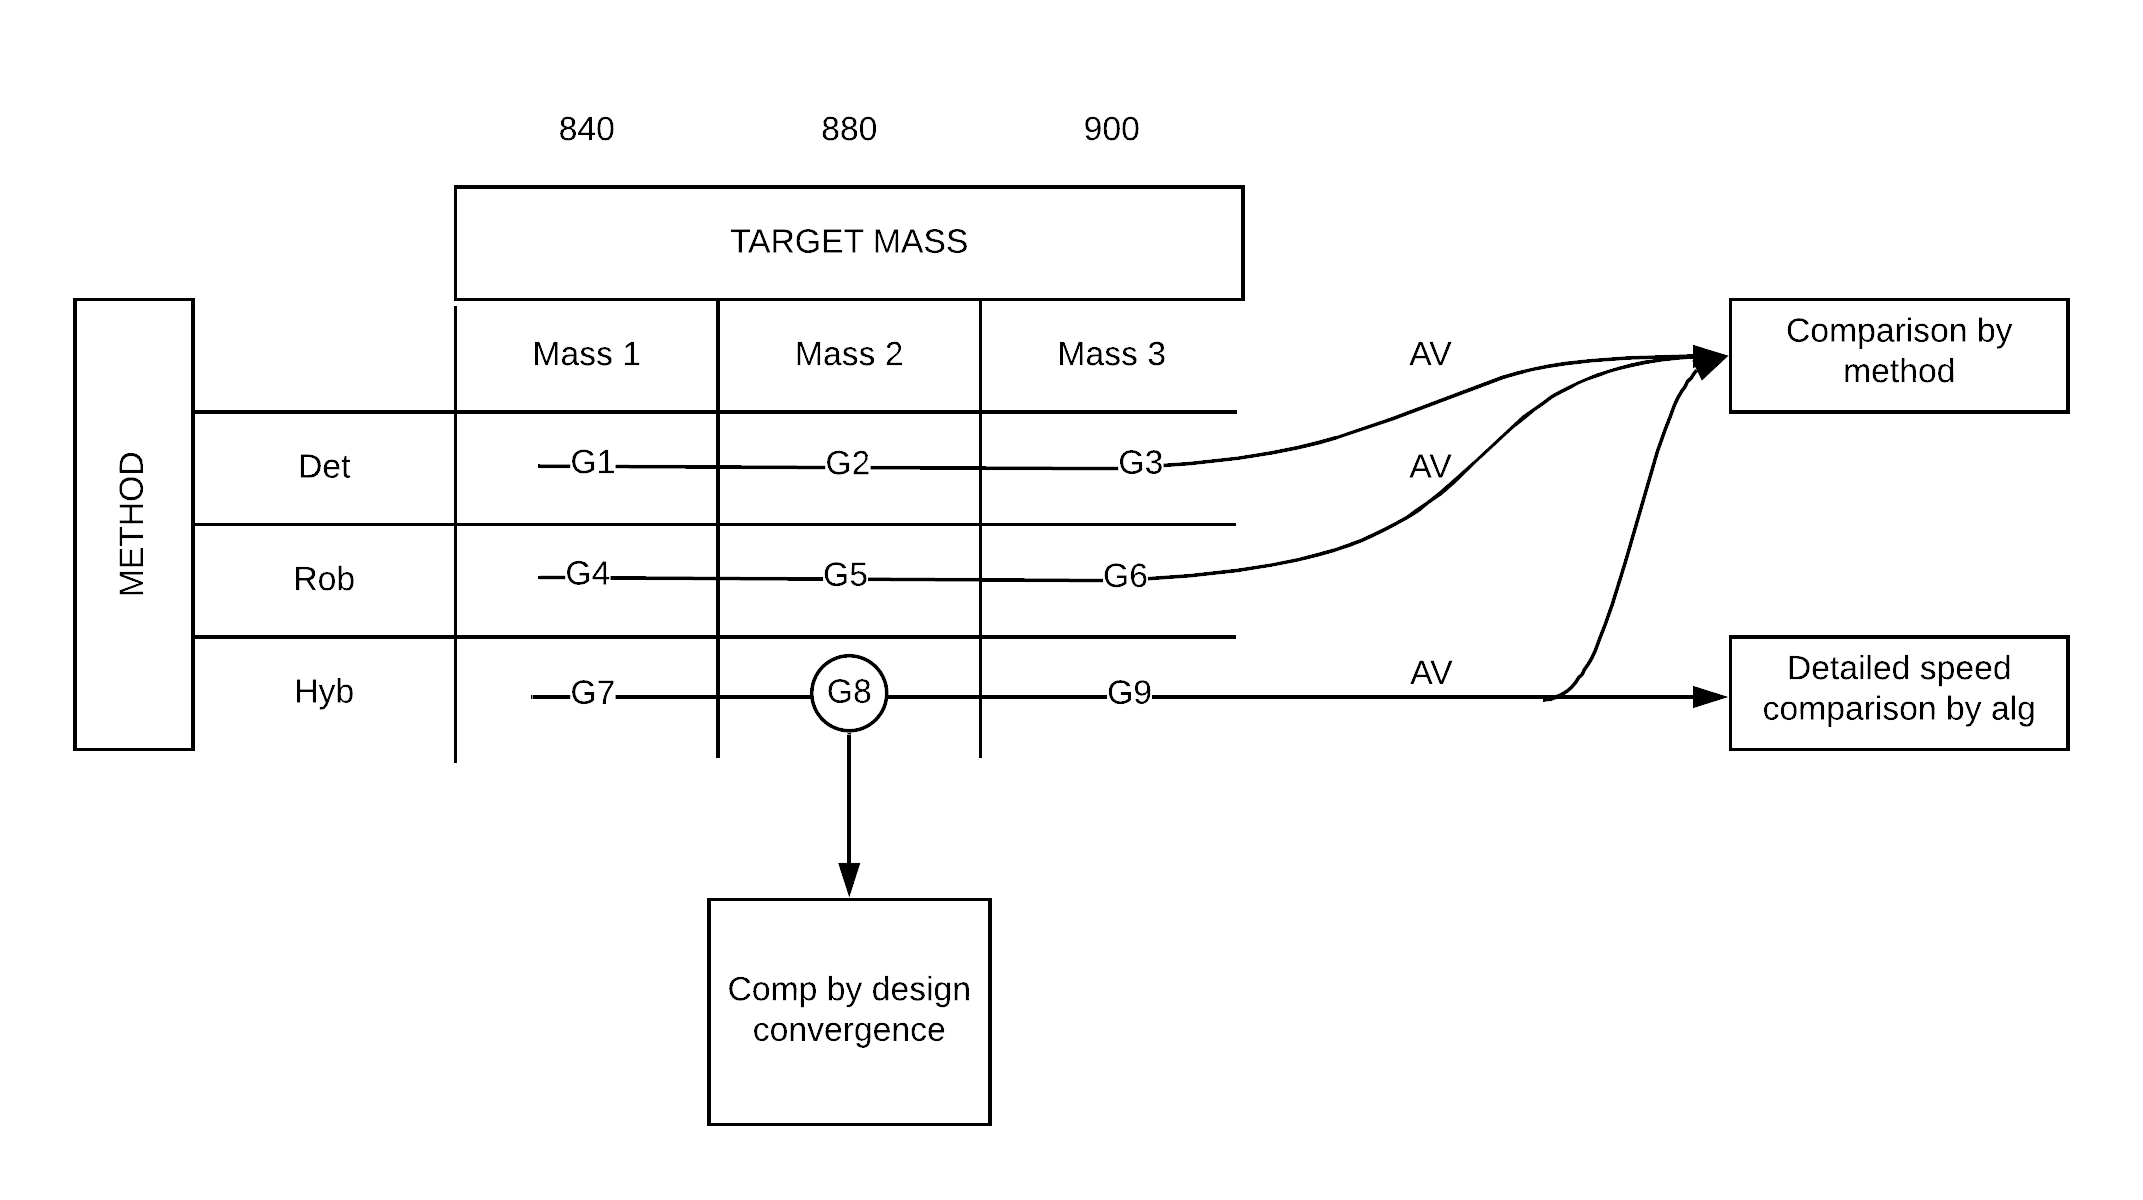 840 880 900
TARGET MASS
Mass 1 Mass 2 Mass 3 AV
Comparison by
method
METHOD
Det G1 G2 G3 AV
Rob G4 G5 G6
Hyb G7 G8 G9 AV
Detailed speed
comparison by alg
Comp by design
convergence